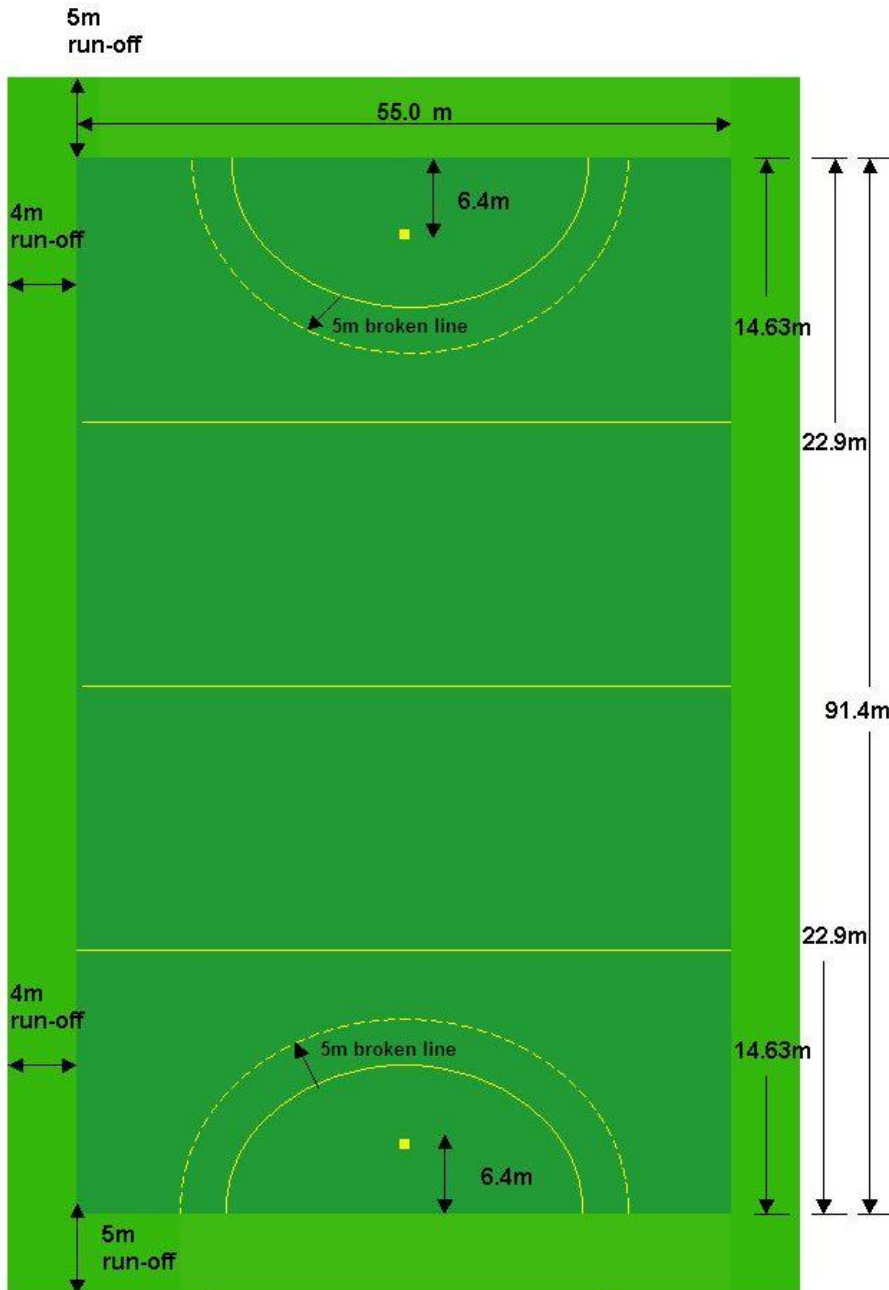 5m
run-off
55.0 m
6.4m
4m
run-off
14.63m
5m broken line
22.9m
91.4m
22.9m
4m
run-off
14.63m
5m broken line
6.4m
5m
run-off